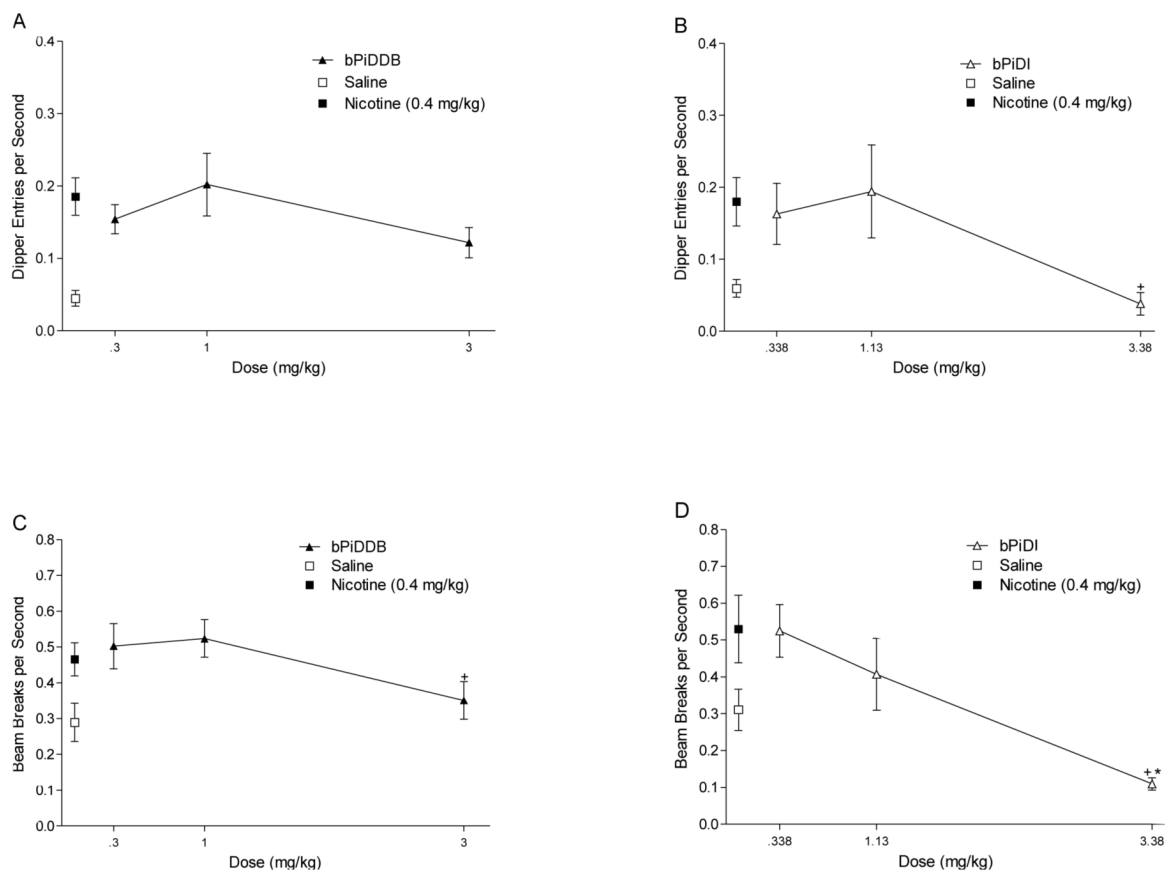 A
0.4
0.3
0.2
0.1
0.0
Dipper Entries per Second
bPiDDB
Saline
Nicotine (0.4 mg/kg)
.3 1 3
Dose (mg/kg)
B
0.4
0.3
0.2
0.1
0.0
Dipper Entries per Second
bPiDI
Saline
Nicotine (0.4 mg/kg)
+
.338 1.13 3.38
Dose (mg/kg)
C
0.8
0.7
0.6
0.5
0.4
0.3
0.2
0.1
0.0
Beam Breaks per Second
bPiDDB
Saline
Nicotine (0.4 mg/kg)
+
.3 1 3
Dose (mg/kg)
D
0.8
0.7
0.6
0.5
0.4
0.3
0.2
0.1
0.0
Beam Breaks per Second
bPiDI
Saline
Nicotine (0.4 mg/kg)
+ *
.338 1.13 3.38
Dose (mg/kg)